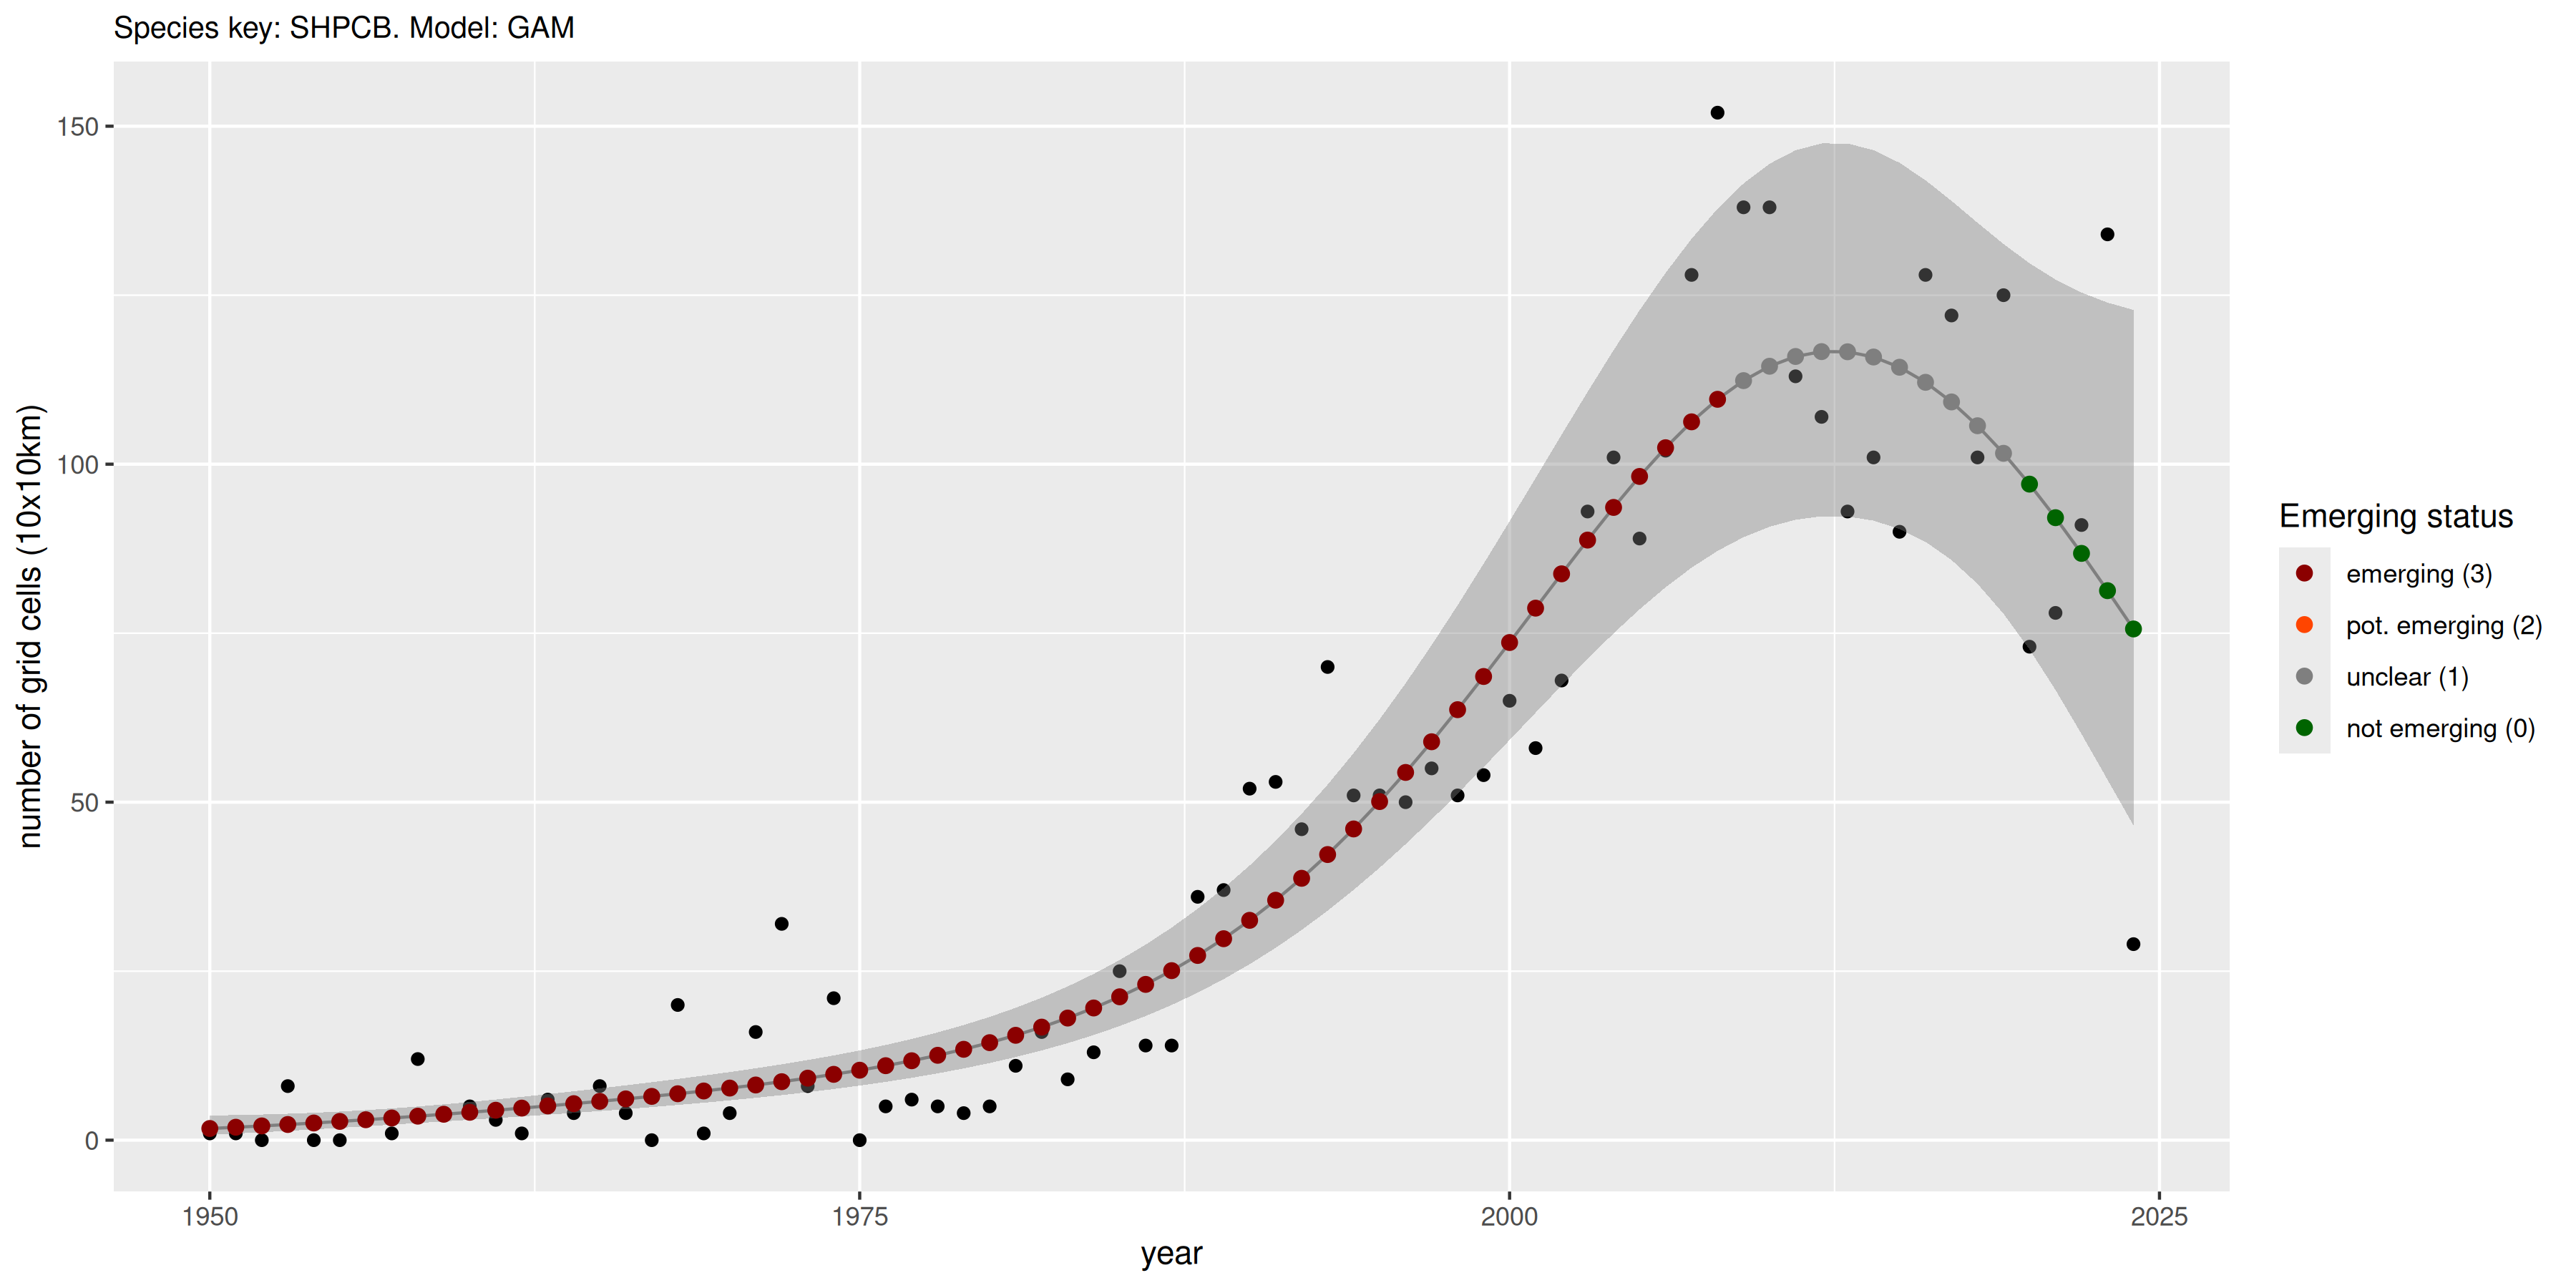 Species key: SHPCB. Model: GAM
number of grid cells (10x10km)
150
100
50
0
1950
1975
2000
2025
year
Emerging status
emerging (3)
pot. emerging (2)
unclear (1)
not emerging (0)